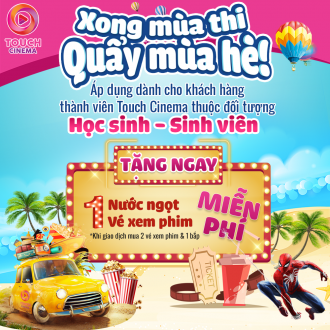 TOUCH
CINEMA
Xong mùa thi
Quẩy mùa hè!
Áp dụng dành cho khách hàng
thành viên Touch Cinema thuộc đối tượng
Học sinh - Sinh viên
TẶNG NGAY
1 Nước ngọt
Vé xem phim
MIỄN PHÍ
*Khi giao dịch mua 2 vé xem phim & 1 bắp
TICKET